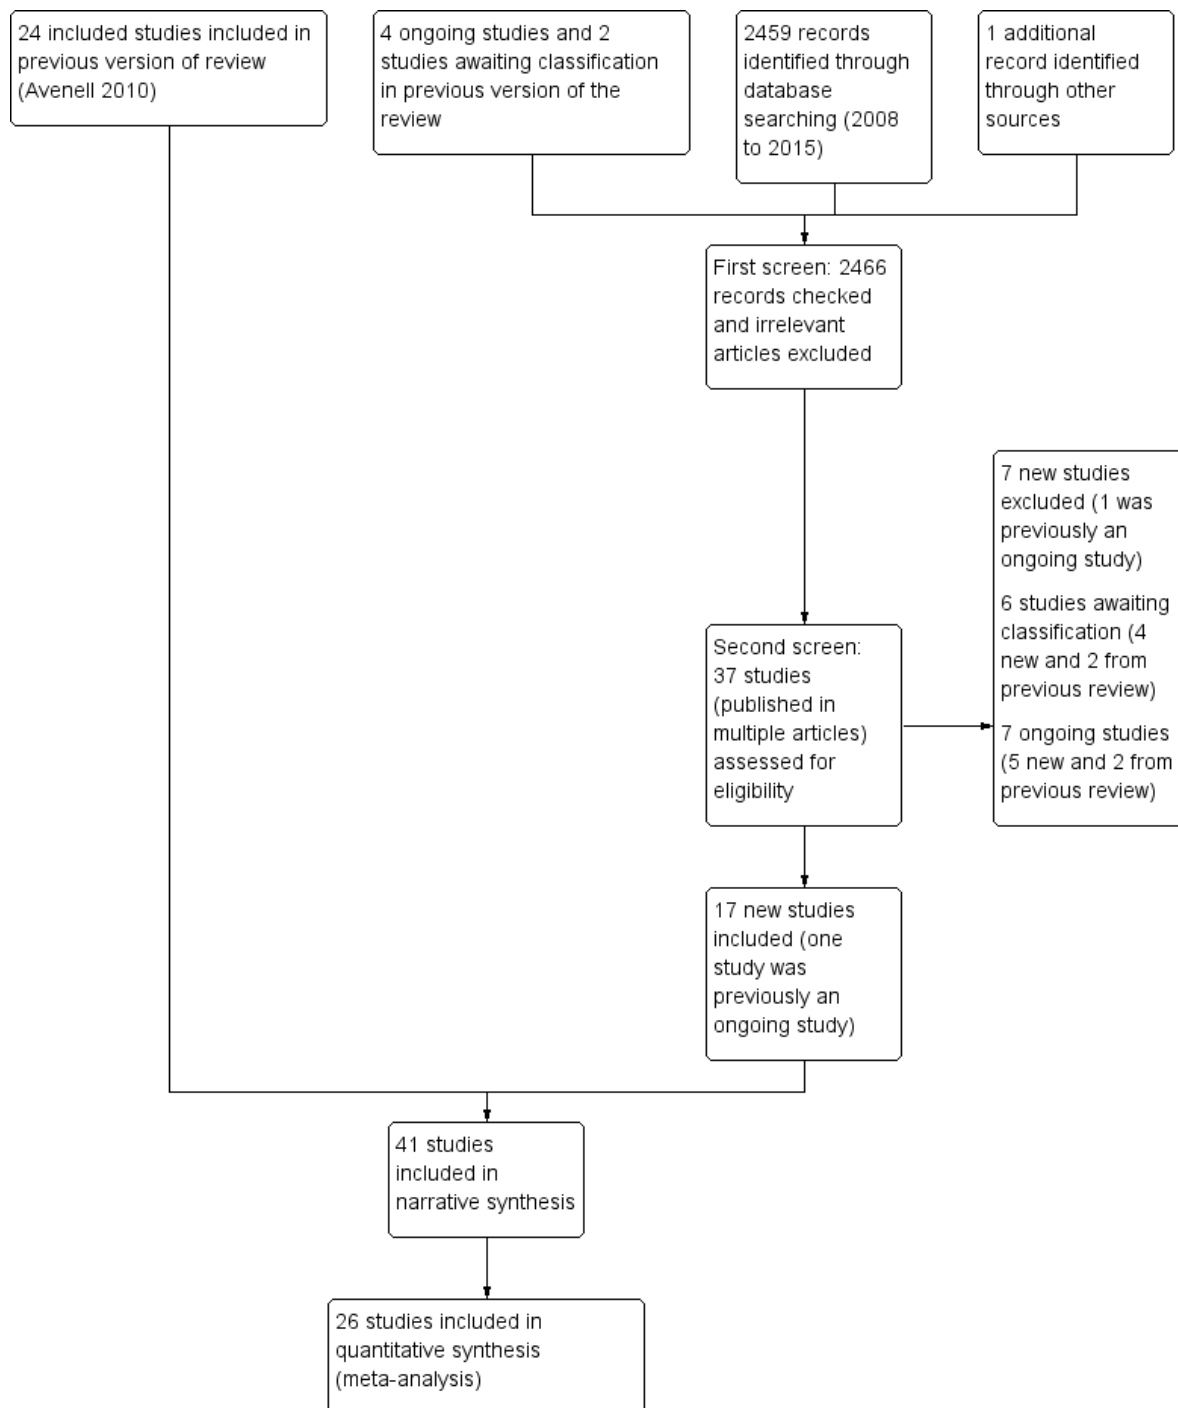 24 included studies included in
previous version of review
(Avenell 2010)
4 ongoing studies and 2
studies awaiting classification
in previous version of the
review
2459 records
identified through
database
searching (2008
to 2015)
1 additional
record identified
through other
sources
First screen: 2466
records checked
and irrelevant
articles excluded
7 new studies
excluded (1 was
previously an
ongoing study)
6 studies awaiting
classification (4
new and 2 from
previous review)
7 ongoing studies
(5 new and 2 from
previous review)
Second screen:
37 studies
(published in
multiple articles)
assessed for
eligibility
17 new studies
included (one
study was
previously an
ongoing study)
41 studies
included in
narrative synthesis
26 studies included in
quantitative synthesis
(meta-analysis)